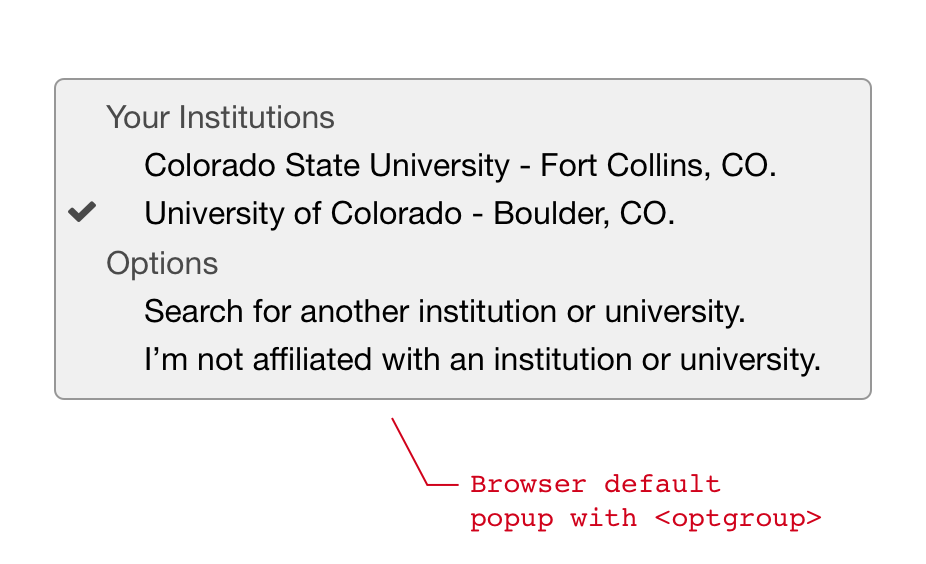 Your Institutions
Colorado State University - Fort Collins, CO.
University of Colorado - Boulder, CO.
Options
Search for another institution or university.
I’m not affiliated with an institution or university.
Browser default
popup with <optgroup>